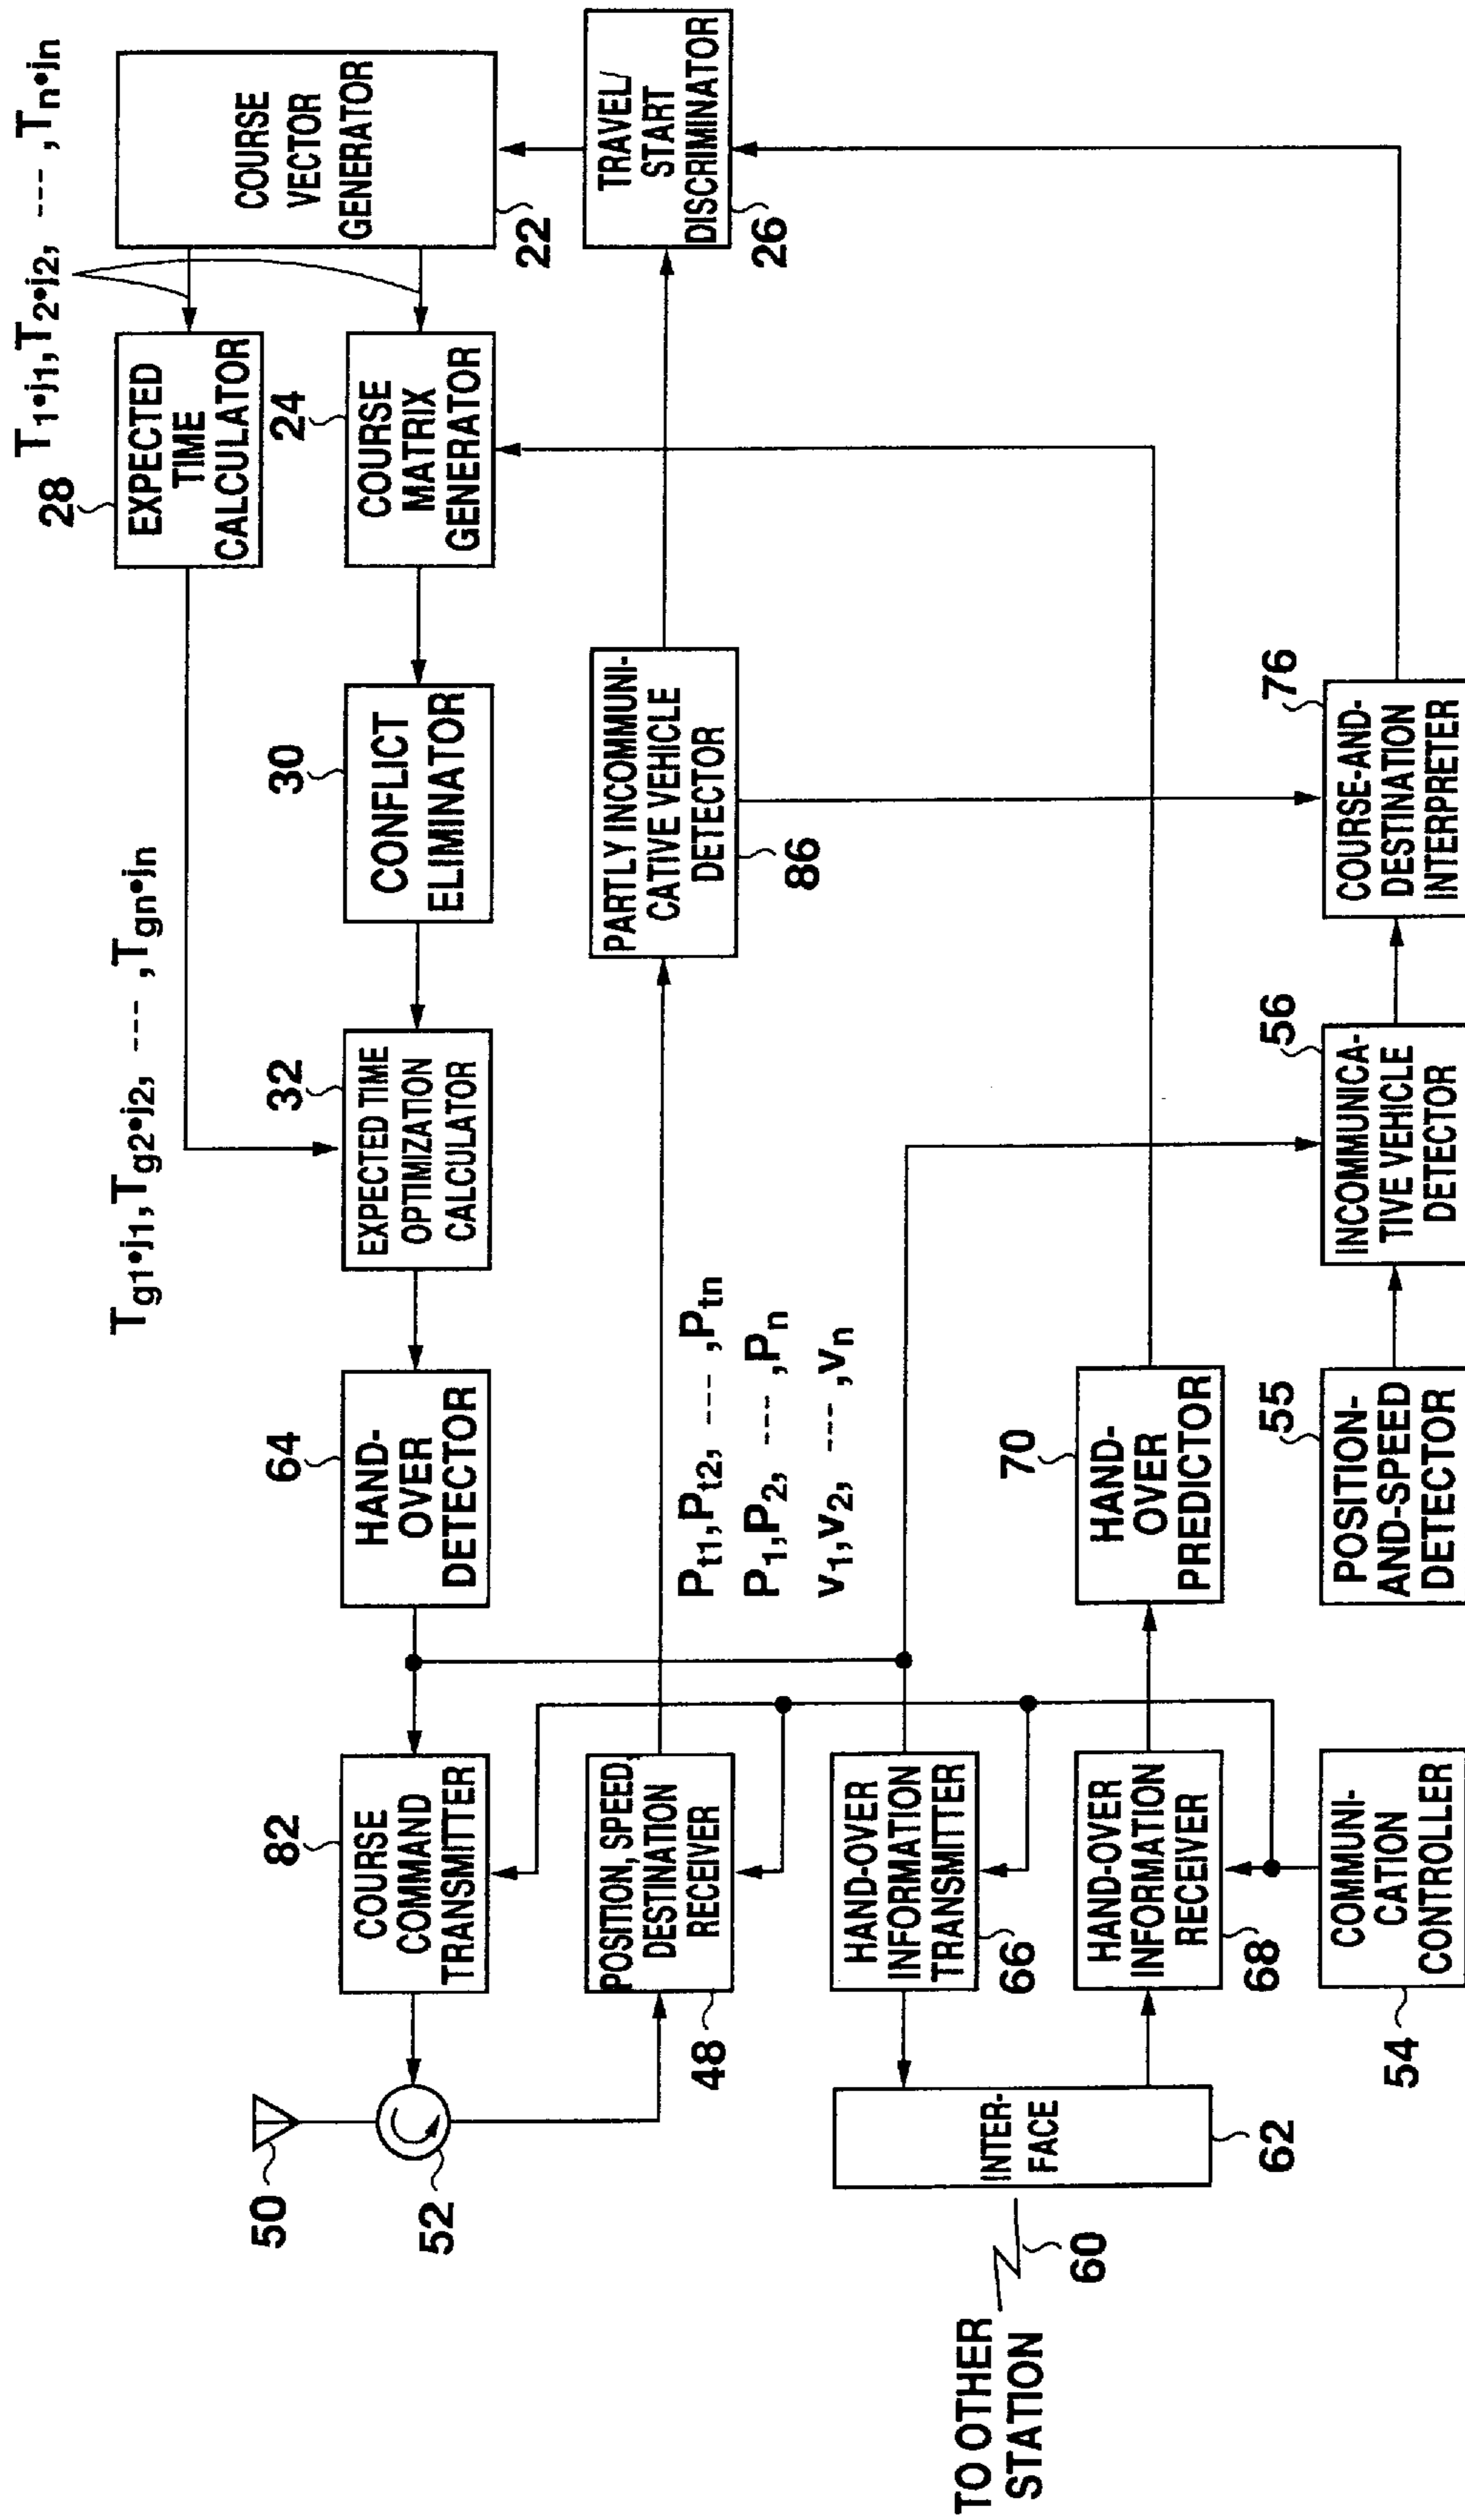 T1•j1,T2•j2, --- ,Tn•jn
Tg1•j1,Tg2•j2, --- ,Tgn•jn
28
EXPECTED
TIME
CALCULATOR
COURSE
VECTOR
GENERATOR
22
50
52
82
COURSE
COMMAND
TRANSMITTER
64
HAND-
OVER
DETECTOR
32
EXPECTED TIME
OPTIMIZATION
CALCULATOR
30
CONFLICT
ELIMINATOR
24
COURSE
MATRIX
GENERATOR
POSITION, SPEED,
DESTINATION
RECEIVER
48
Pt1,Pt2, --- ,Ptn
P1,P2, --- ,Pn
v1,v2, --- ,vn
PARTLY INCOMMUNI-
CATIVE VEHICLE
DETECTOR
86
TRAVEL/
START
DISCRIMINATOR
26
TO OTHER
STATION
60
INTER-
FACE
62
HAND-OVER
INFORMATION
TRANSMITTER
66
HAND-OVER
INFORMATION
RECEIVER
68
70
HAND-
OVER
PREDICTOR
COMMUNI-
CATION
CONTROLLER
54
55
POSITION-
AND-SPEED
DETECTOR
56
INCOMMUNICA-
TIVE VEHICLE
DETECTOR
76
COURSE-AND-
DESTINATION
INTERPRETER